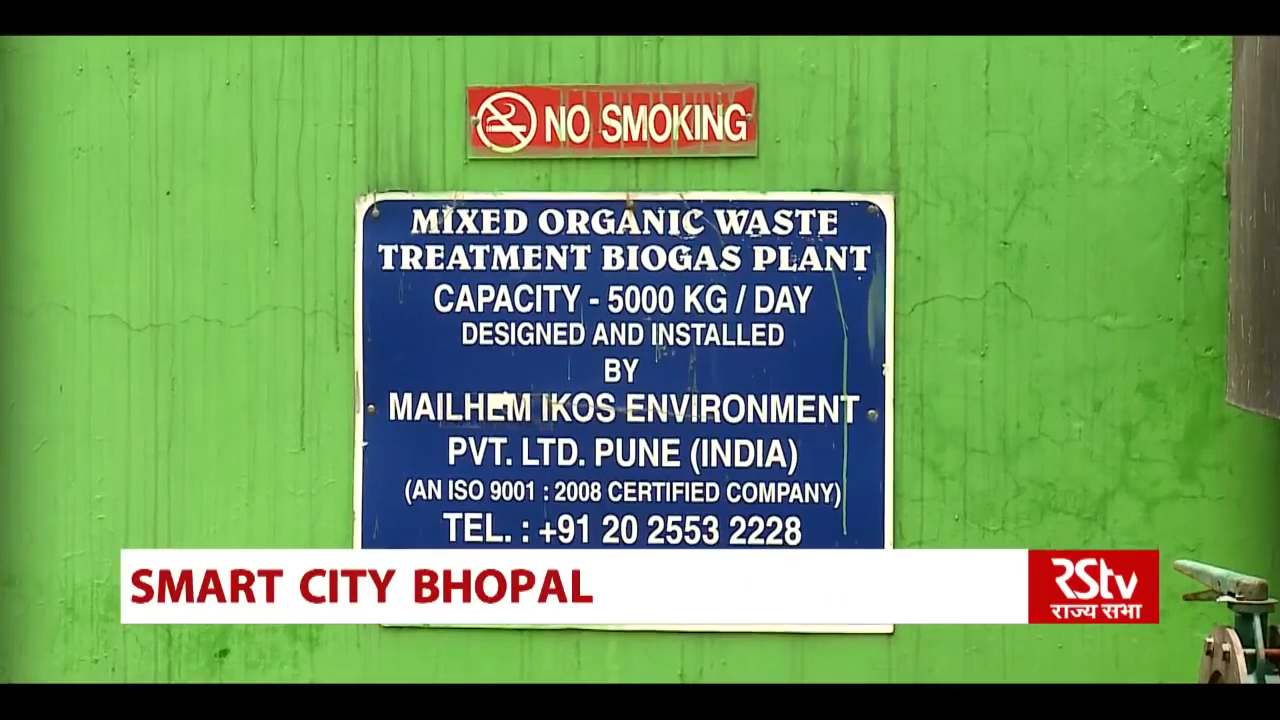 NO SMOKING
MIXED ORGANIC WASTE
TREATMENT BIOGAS PLANT
CAPACITY - 5000 KG / DAY
DESIGNED AND INSTALLED
BY
MAILHEM IKOS ENVIRONMENT
PVT. LTD. PUNE (INDIA)
(AN ISO 9001 : 2008 CERTIFIED COMPANY)
TEL. : +91 20 2553 2228
SMART CITY BHOPAL
RSTV
राज्य सभा